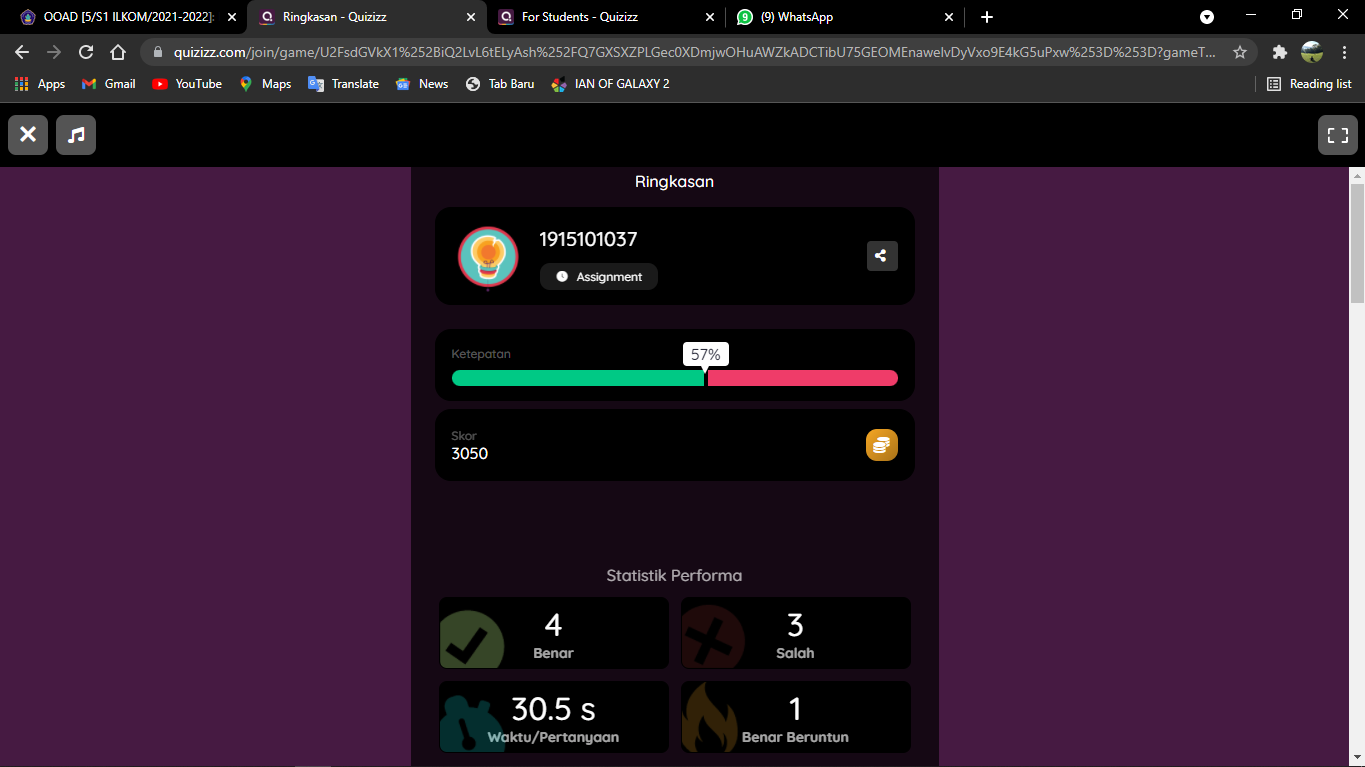 OOAD [5/S1 ILKOM/2021-2022]:
Ringkasan - Quizizz
For Students - Quizizz
(9) WhatsApp
quizizz.com/join/game/U2FsdGVkX1%252BiQ2LvL6tELyAsh%252FQ7GXSXZPLGec0XDmjwOHuAWZkADCTibU75GEOMEnawelvDyVxo9E4kG5uPxw%253D%253D?gameT...
Apps
Gmail
YouTube
Maps
Translate
News
Tab Baru
IAN OF GALAXY 2
Reading list
Ringkasan
1915101037
Assignment
Ketepatan
57%
Skor
3050
Statistik Performa
4
Benar
3
Salah
30.5 s
Waktu/Pertanyaan
1
Benar Beruntun